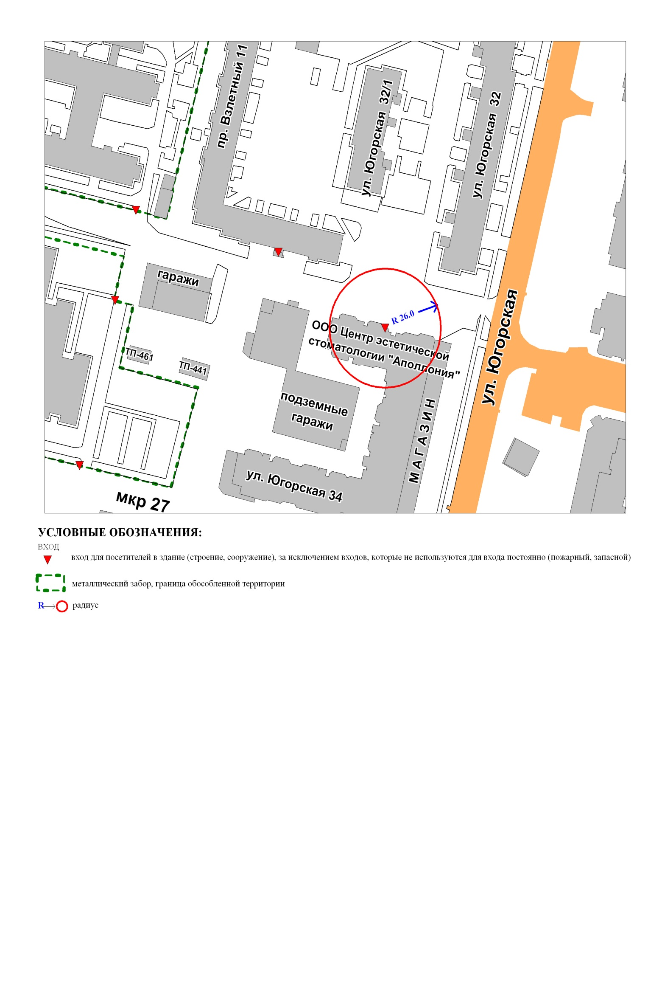 пр. Взлетный 11
ул. Югорская 32/1
ул. Югорская 32
гаражи
R 26.0
ООО Центр эстетической
стоматологии "Аполлония"
ул. Югорская
ТП-461
ТП-441
подземные
гаражи
МАГАЗИН
ул. Югорская 34
мкр 27
УСЛОВНЫЕ ОБОЗНАЧЕНИЯ:
ВХОД
вход для посетителей в здание (строение, сооружение), за исключением входов, которые не используются для входа постоянно (пожарный, запасной)
металлический забор, граница обособленной территории
R радиус